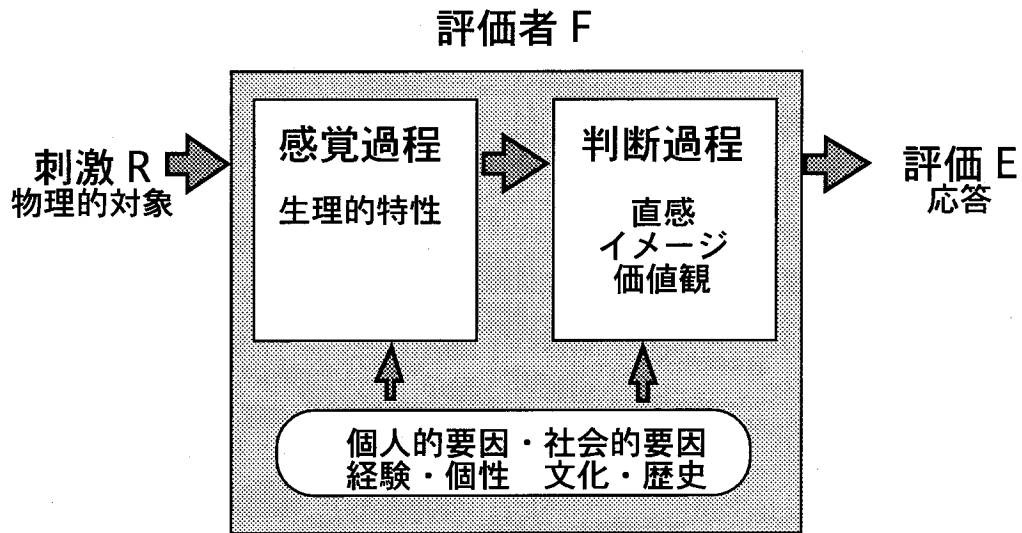 評価者 F
刺激 R
物理的対象
感覚過程
生理的特性
判断過程
直感
イメージ
価値観
評価 E
応答
個人的要因・社会的要因
経験・個性　文化・歴史